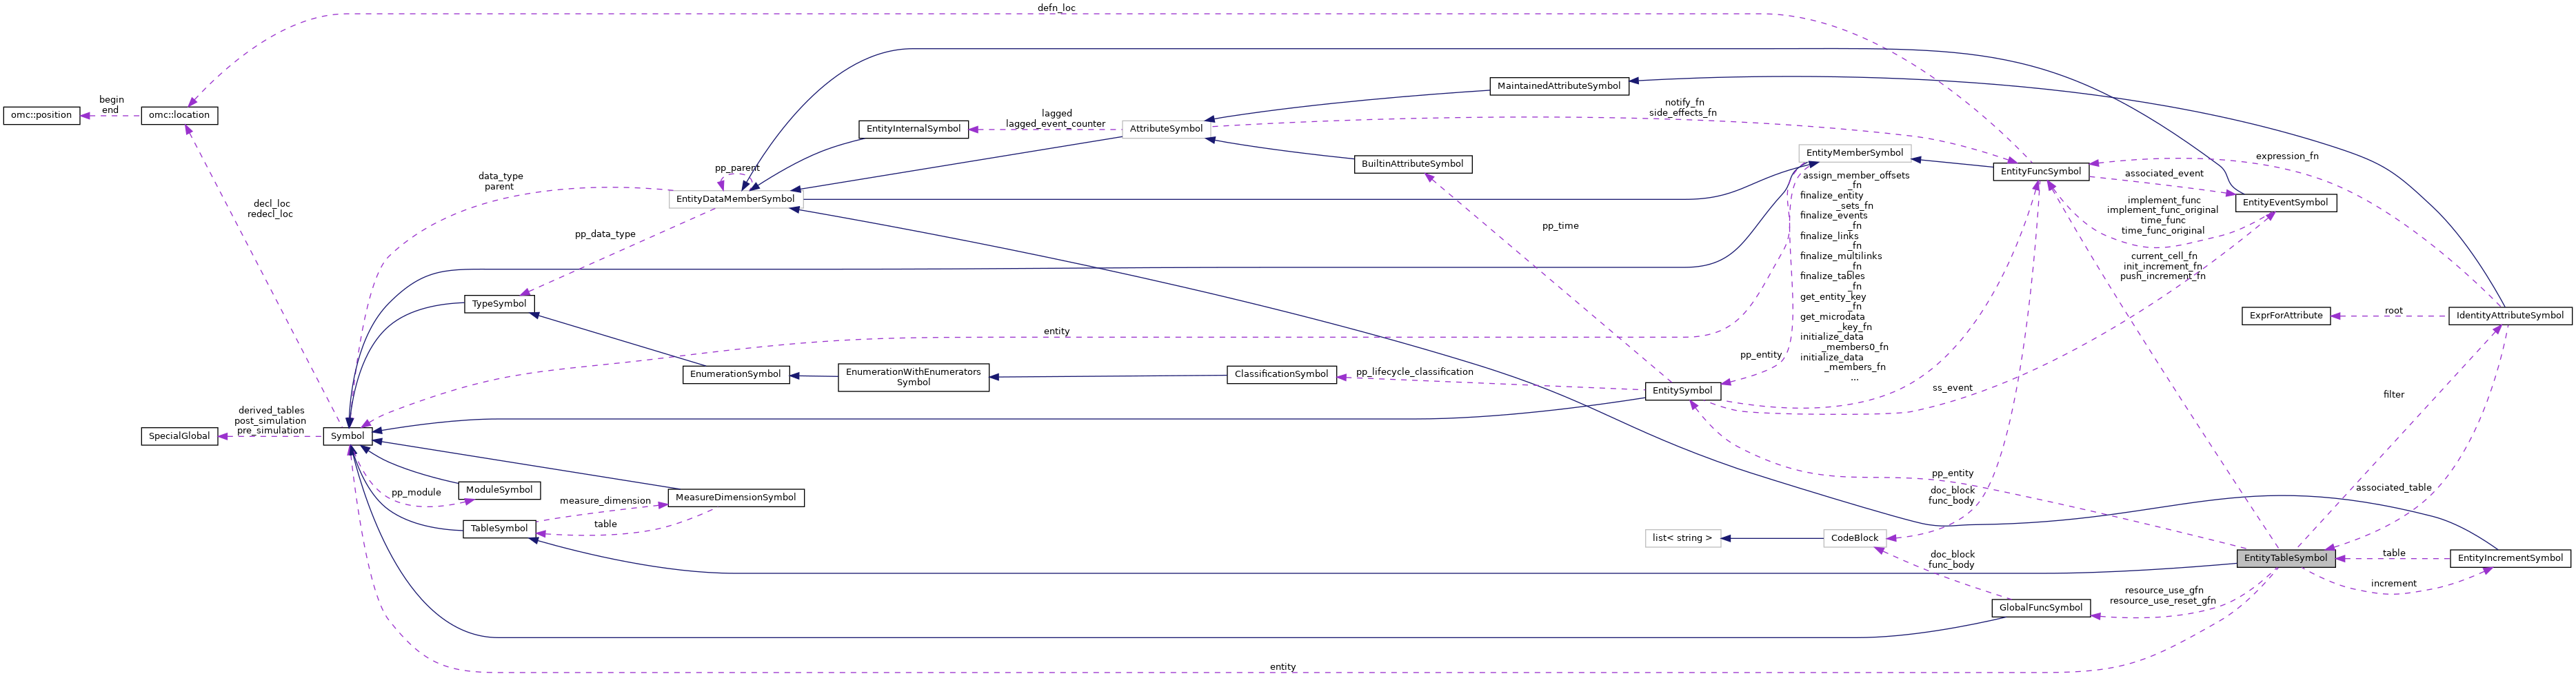 defn_loc
MaintainedAttributeSymbol
begin
end
omc::position
omc::location
lagged
lagged_event_counter
notify_fn
side_effects_fn
EntityInternalSymbol
AttributeSymbol
BuiltinAttributeSymbol
EntityMemberSymbol
EntityFuncSymbol
expression_fn
pp_parent
data_type
parent
EntityDataMemberSymbol
assign_member_offsets
_fn
finalize_entity
_sets_fn
finalize_events
_fn
finalize_links
_fn
finalize_multilinks
_fn
finalize_tables
_fn
get_entity_key
_fn
get_microdata
_key_fn
initialize_data
_members0_fn
initialize_data
_members_fn
...
associated_event
EntityEventSymbol
implement_func
implement_func_original
time_func
time_func_original
decl_loc
redecl_loc
pp_data_type
pp_time
current_cell_fn
init_increment_fn
push_increment_fn
TypeSymbol
ExprForAttribute
root
IdentityAttributeSymbol
entity
pp_entity
EnumerationSymbol
EnumerationWithEnumerators
Symbol
ClassificationSymbol
pp_lifecycle_classification
EntitySymbol
ss_event
filter
derived_tables
post_simulation
pre_simulation
SpecialGlobal
Symbol
pp_module
ModuleSymbol
measure_dimension
MeasureDimensionSymbol
TableSymbol
table
pp_entity
doc_block
func_body
associated_table
list< string >
CodeBlock
doc_block
func_body
EntityTableSymbol
table
EntityIncrementSymbol
increment
resource_use_gfn
resource_use_reset_gfn
GlobalFuncSymbol
entity